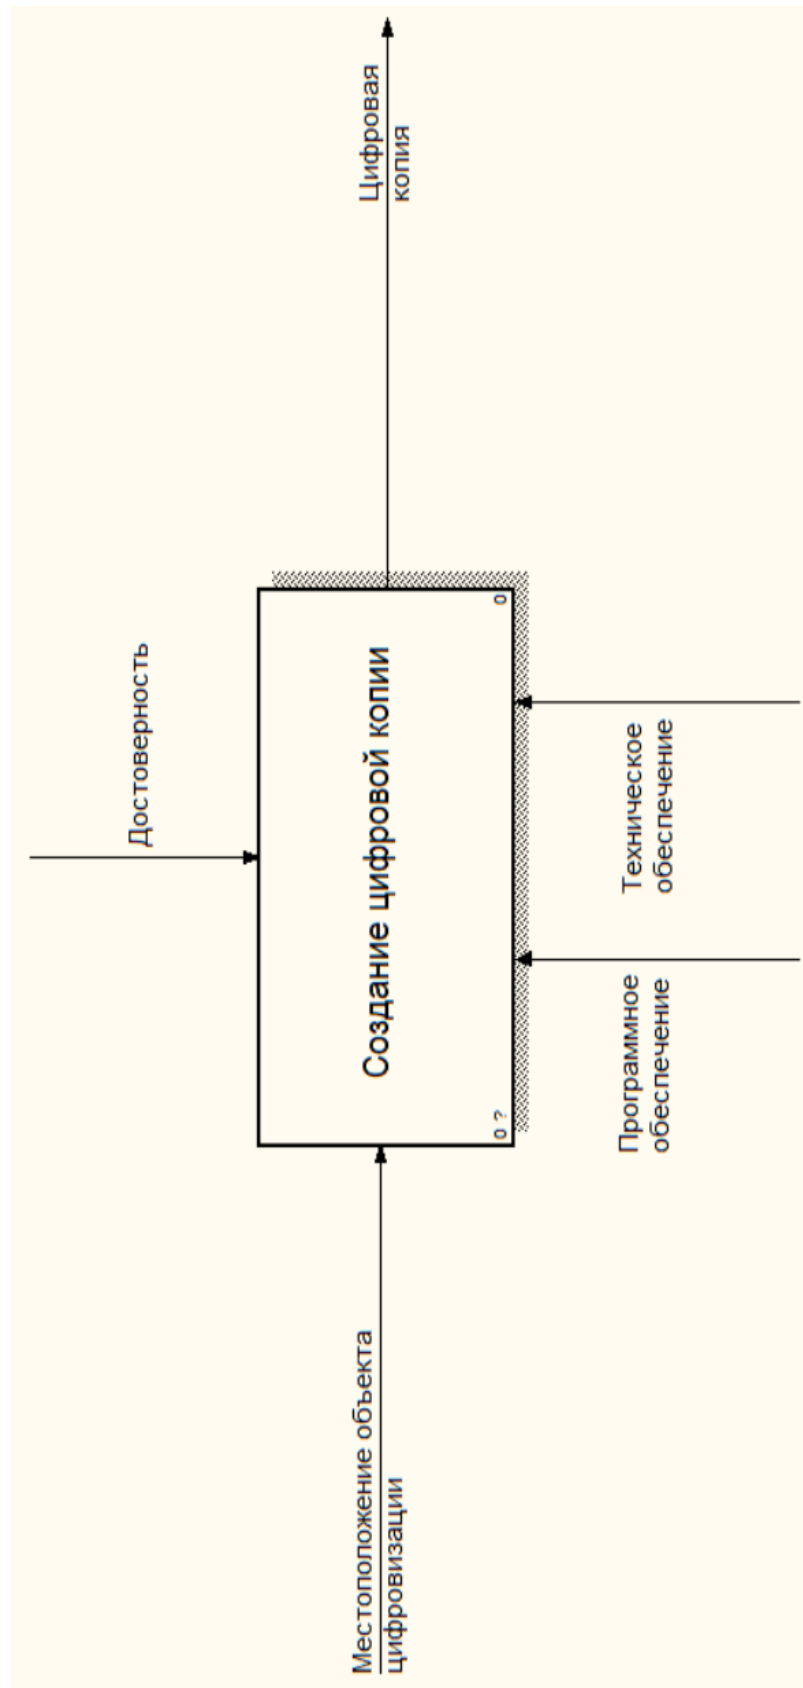 Достоверность
Местоположение объекта
цифровизации
Создание цифровой копии
0 ?
0
Цифровая
копия
Программное
обеспечение
Техническое
обеспечение